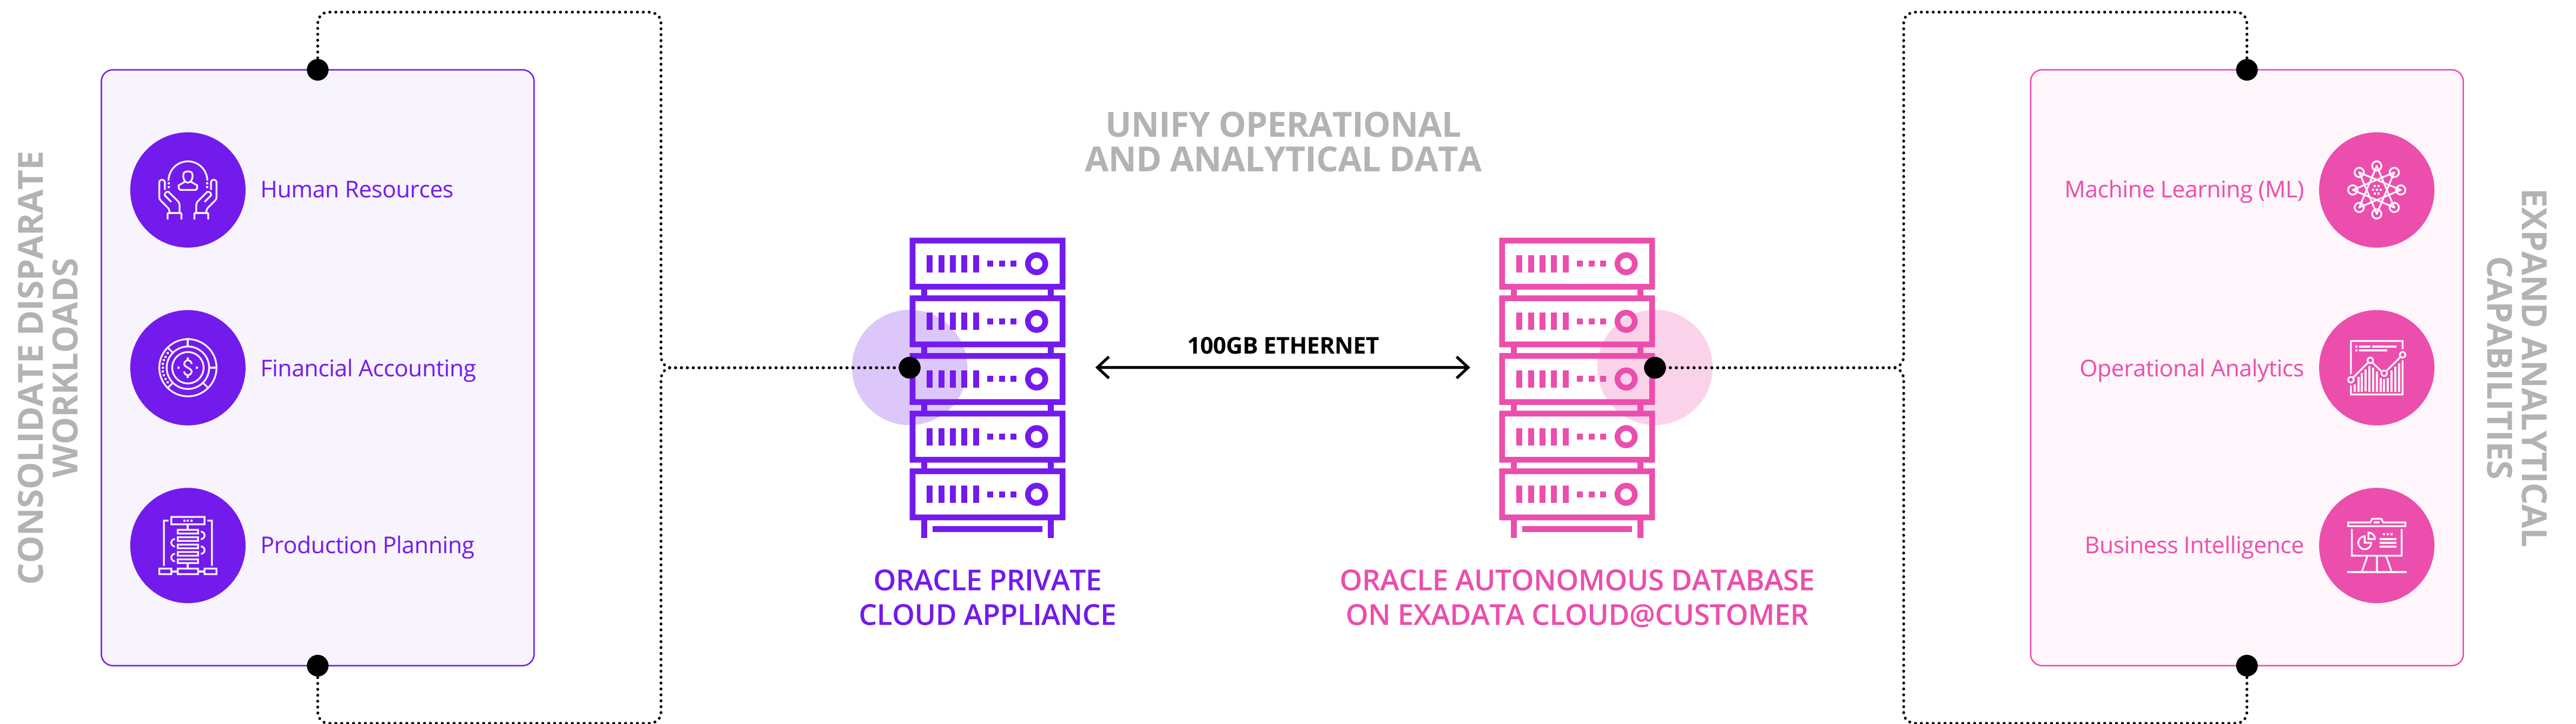 CONSOLIDATE DISPARATE
WORKLOADS
Human Resources
Financial Accounting
Production Planning
UNIFY OPERATIONAL
AND ANALYTICAL DATA
100GB ETHERNET
ORACLE PRIVATE
CLOUD APPLIANCE
ORACLE AUTONOMOUS DATABASE
ON EXADATA CLOUD@CUSTOMER
Machine Learning (ML)
Operational Analytics
Business Intelligence
EXPAND ANALYTICAL
CAPABILITIES